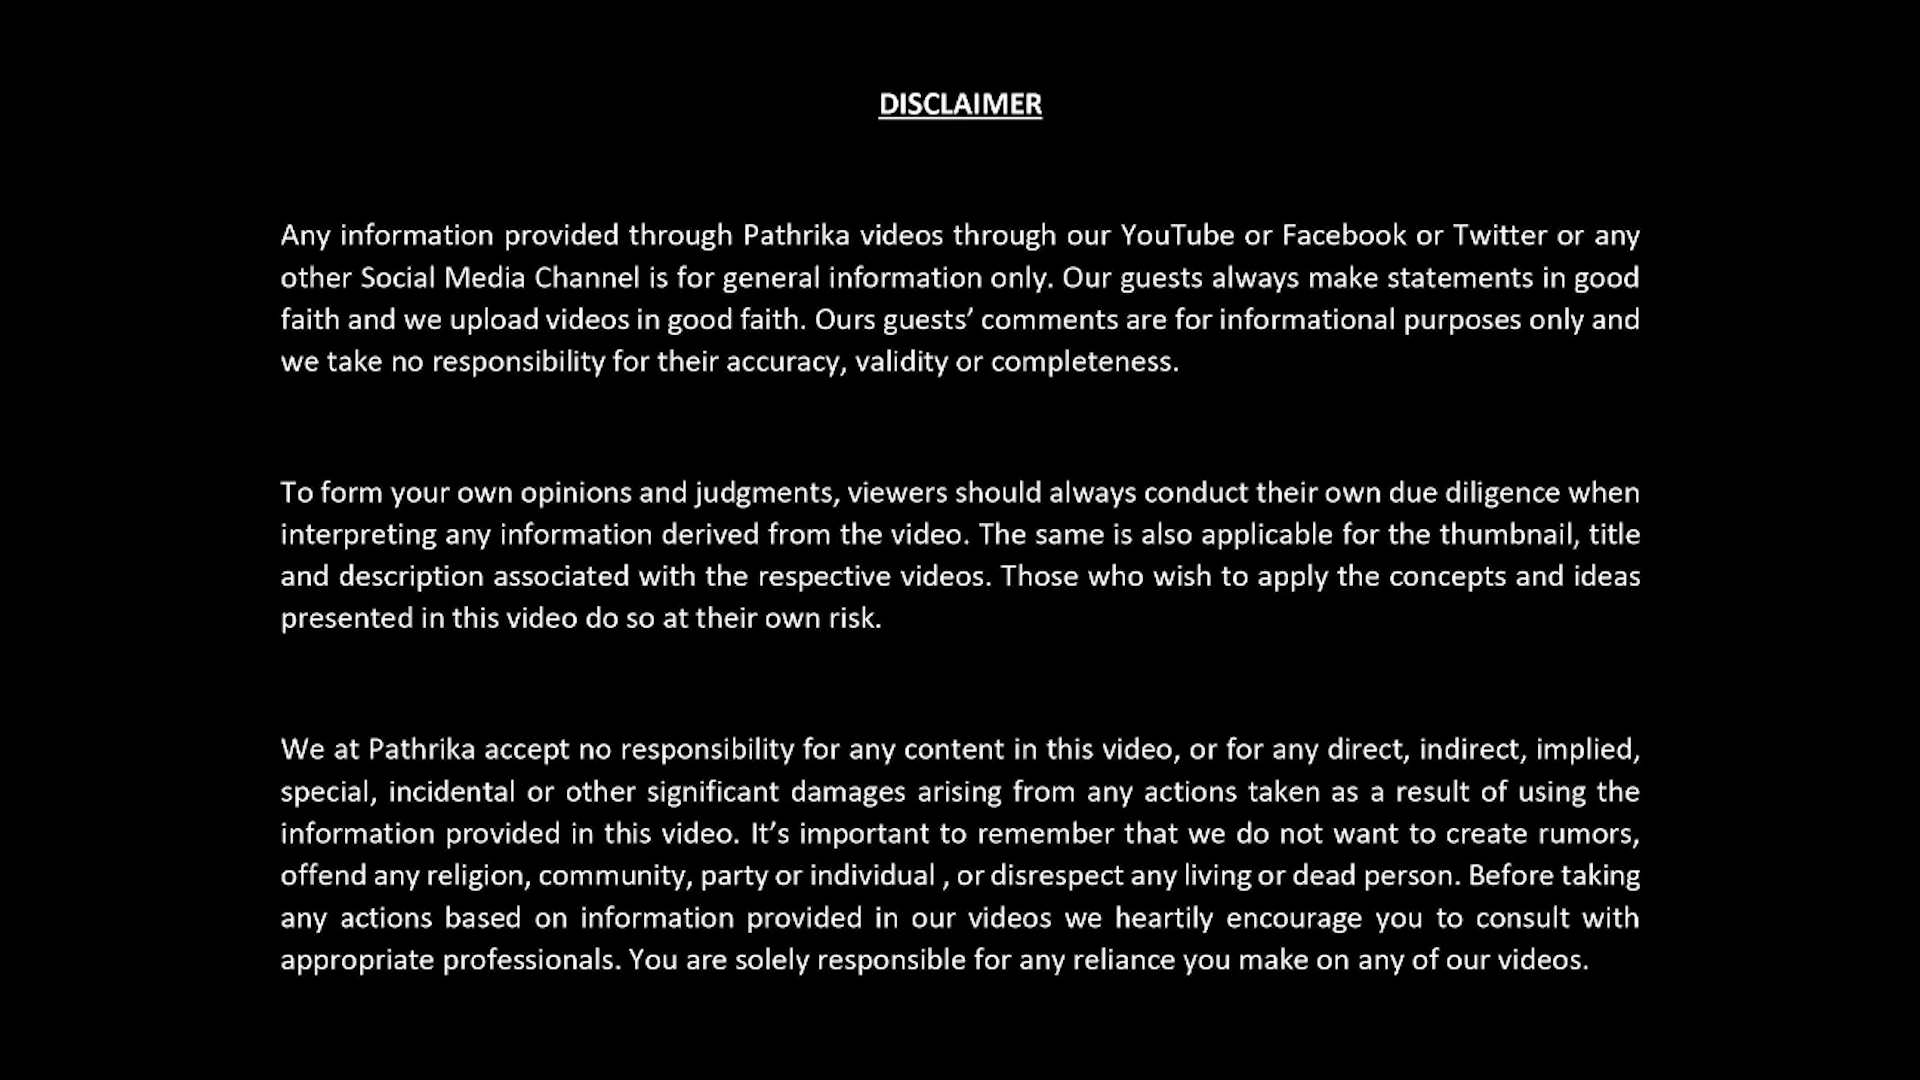 DISCLAIMER
Any information provided through Pathrika videos through our YouTube or Facebook or Twitter or any
other Social Media Channel is for general information only. Our guests always make statements in good
faith and we upload videos in good faith. Ours guests’ comments are for informational purposes only and
we take no responsibility for their accuracy, validity or completeness.
To form your own opinions and judgments, viewers should always conduct their own due diligence when
interpreting any information derived from the video. The same is also applicable for the thumbnail, title
and description associated with the respective videos. Those who wish to apply the concepts and ideas
presented in this video do so at their own risk.
We at Pathrika accept no responsibility for any content in this video, or for any direct, indirect, implied,
special, incidental or other significant damages arising from any actions taken as a result of using the
information provided in this video. It’s important to remember that we do not want to create rumors,
offend any religion, community, party or individual , or disrespect any living or dead person. Before taking
any actions based on information provided in our videos we heartily encourage you to consult with
appropriate professionals. You are solely responsible for any reliance you make on any of our videos.